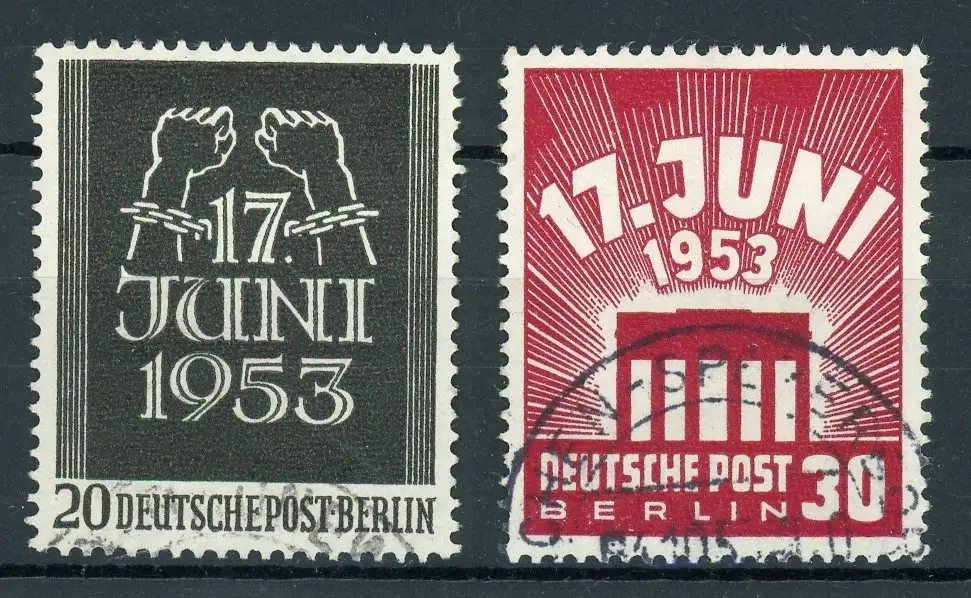 17.
JUNI
1953
20 DEUTSCHE POST BERLIN
17. JUNI
1953
DEUTSCHE POST
BERLIN 30